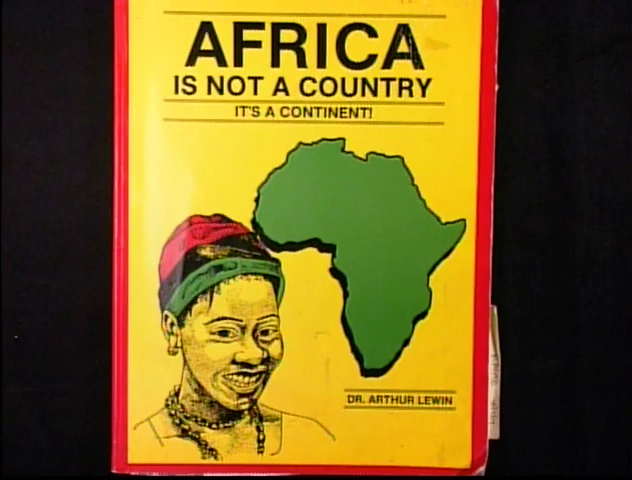 AFRICA
IS NOT A COUNTRY
IT'S A CONTINENT!
DR. ARTHUR LEWIN